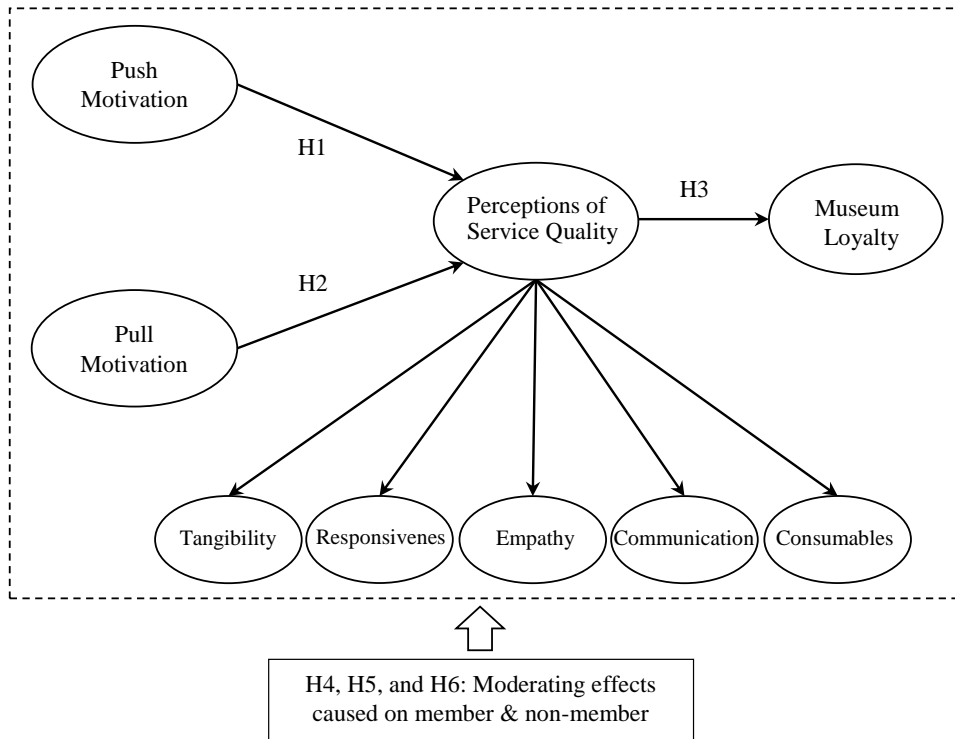 Push
Motivation
H1
Perceptions of
Service Quality
H3
Museum
Loyalty
H2
Pull
Motivation
Tangibility
Responsivenes
Empathy
Communication
Consumables
H4, H5, and H6: Moderating effects
caused on member & non-member